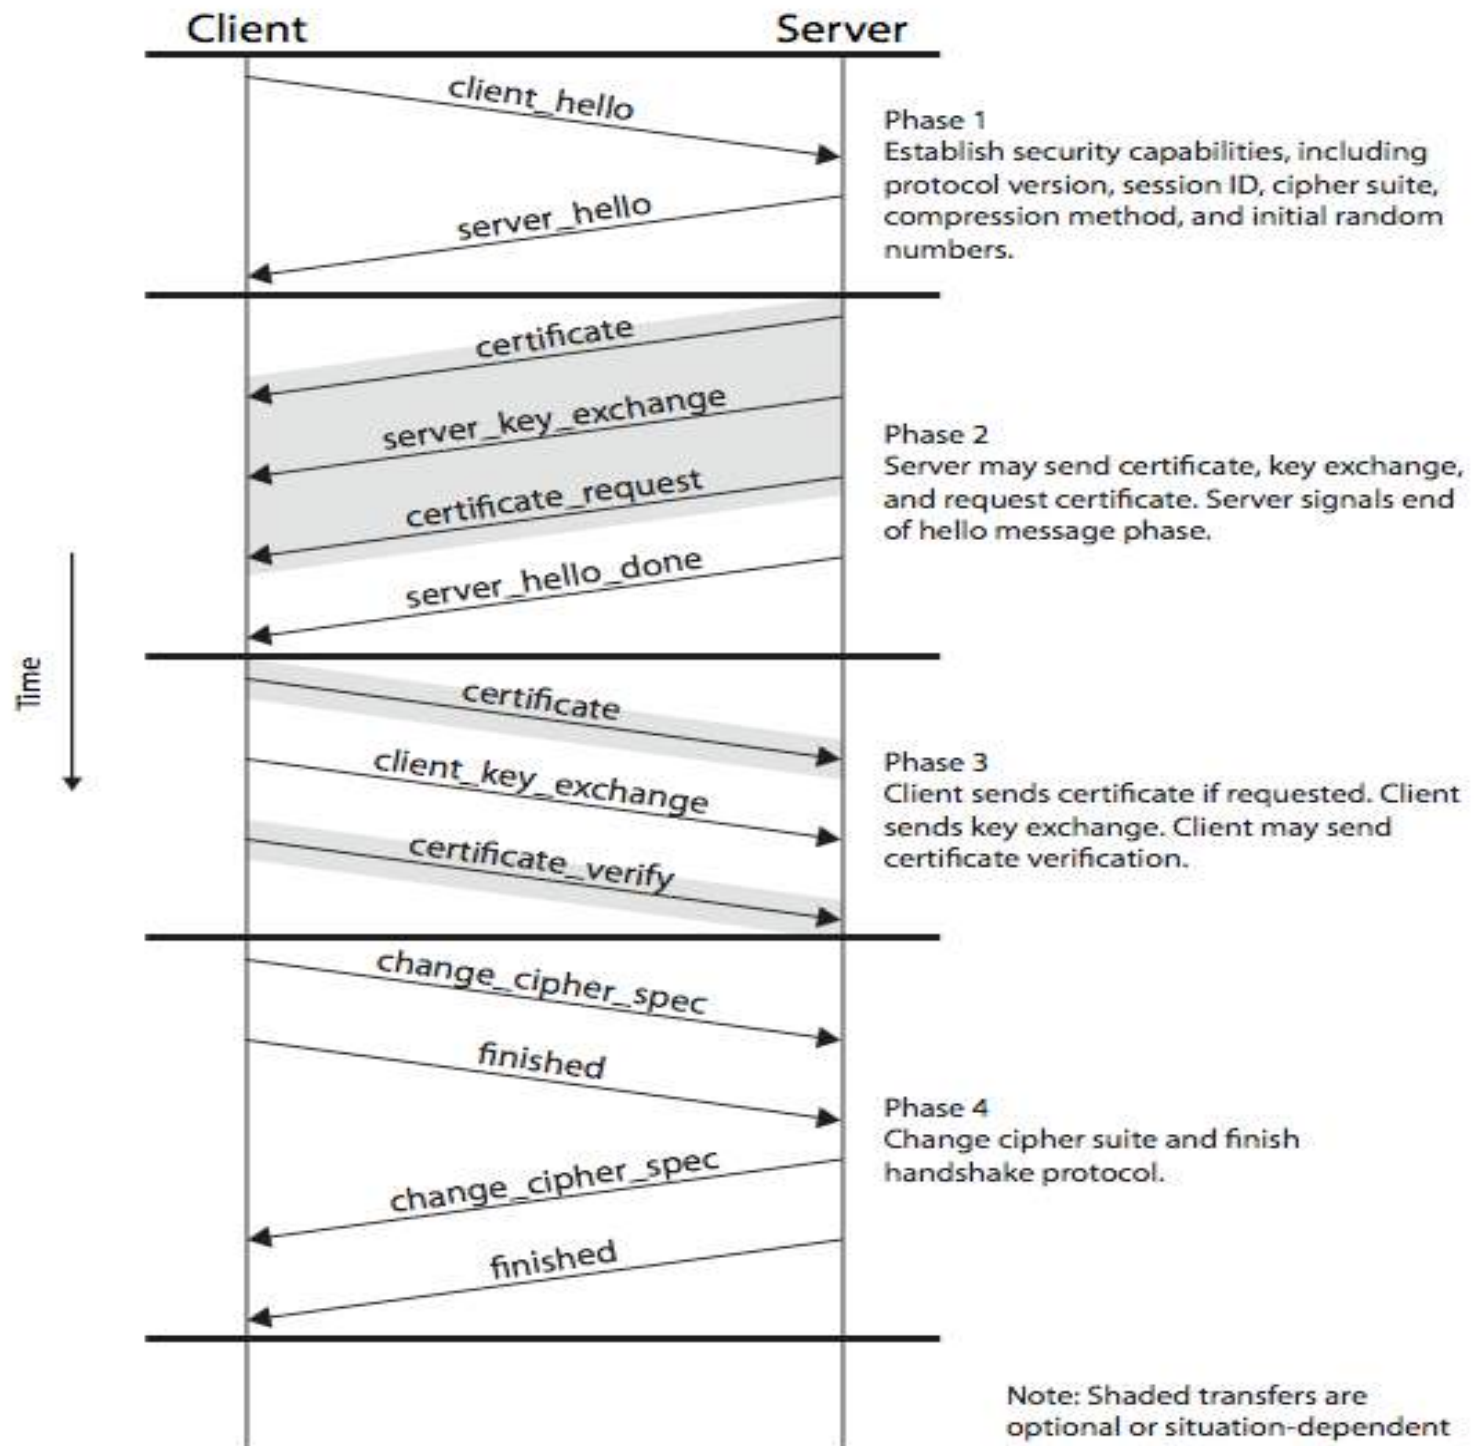 Client
Server
client_hello
Phase 1
Establish security capabilities, including
protocol version, session ID, cipher suite,
compression method, and initial random
numbers.
server_hello
certificate
server_key_exchange
Phase 2
Server may send certificate, key exchange,
and request certificate. Server signals end
of hello message phase.
certificate_request
server_hello_done
Time
certificate
client_key_exchange
Phase 3
Client sends certificate if requested. Client
sends key exchange. Client may send
certificate verification.
certificate_verify
change_cipher_spec
finished
Phase 4
Change cipher suite and finish
handshake protocol.
change_cipher_spec
finished
Note: Shaded transfers are
optional or situation-dependent